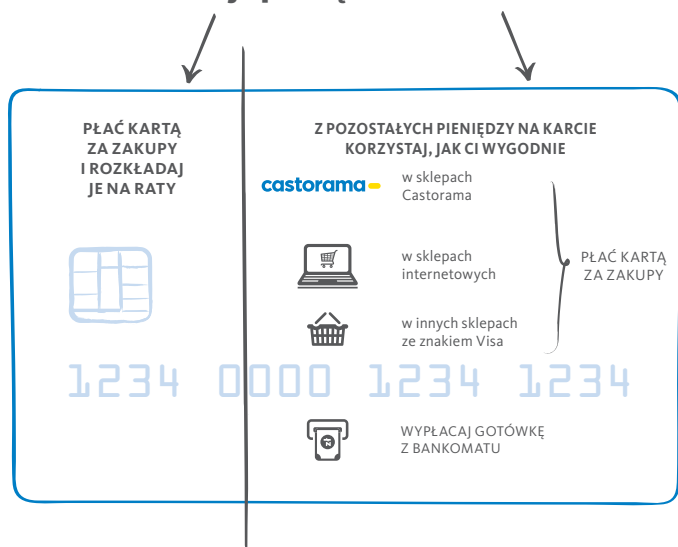 PŁAĆ KARTĄ
ZA ZAKUPY
I ROZKŁADAJ
JE NA RATY
Z POZOSTAŁYCH PIENIĘDZY NA KARCIE
KORZYSTAJ, JAK CI WYGODNIE
castorama
w sklepach
Castorama
w sklepach
internetowych
w innych sklepach
ze znakiem Visa
PŁAĆ KARTĄ
ZA ZAKUPY
1234 0000 1234 1234
WYPŁACAJ GOTÓWKĘ
Z BANKOMATU